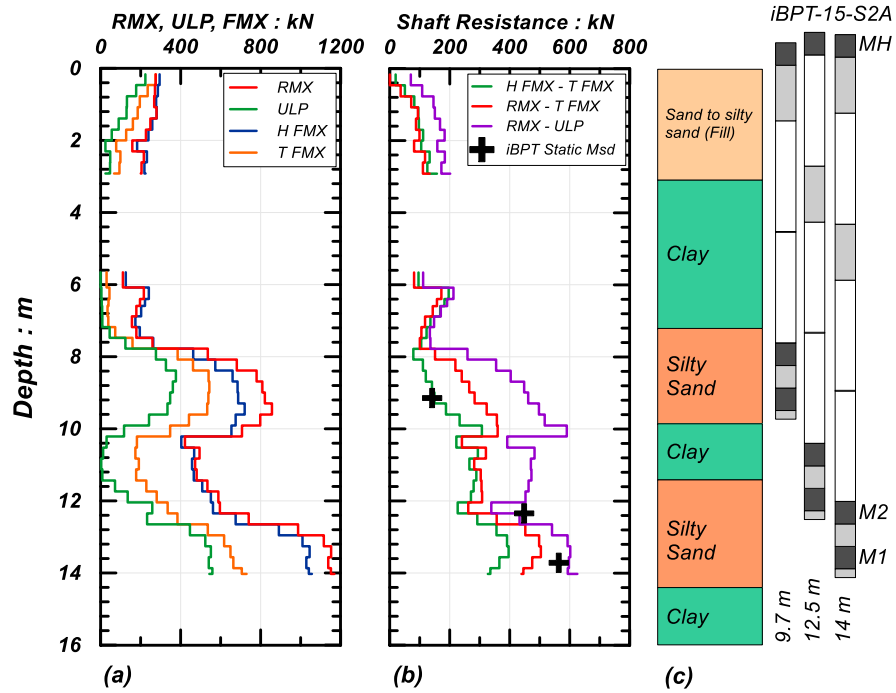 iBPT-15-S2A
RMX, ULP, FMX : kN
Shaft Resistance : kN
0 400 800 1200
0 200 400 600 800
MH
0
RMX
ULP
H FMX
T FMX
H FMX - T FMX
RMX - T FMX
RMX - ULP
iBPT Static Msd
Sand to silty
sand (Fill)
2
4
Clay
6
Depth : m
8
Silty
Sand
10
Clay
12
Silty
Sand
M2
M1
14
Clay
9.7 m
12.5 m
14 m
16
(a)
(b)
(c)